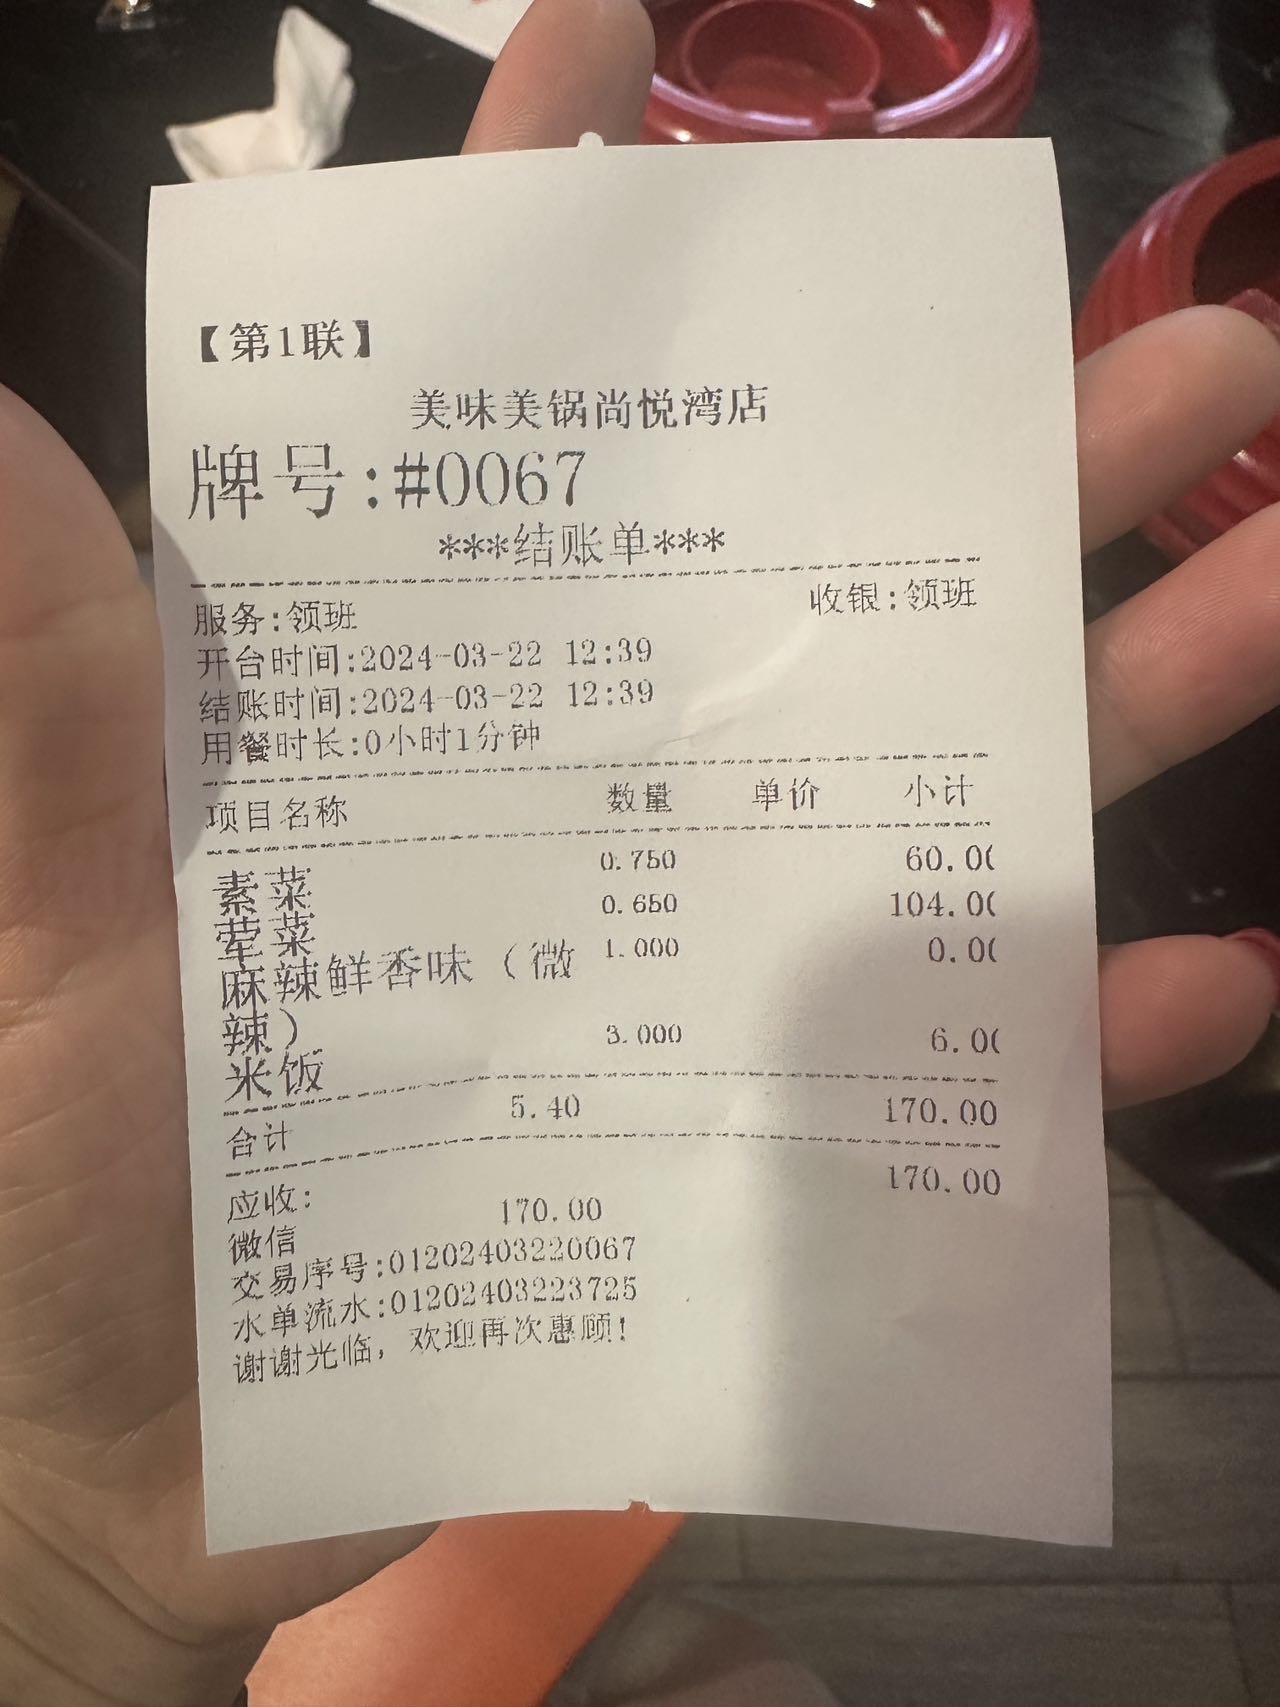 【第1联】
美味美锅尚悦湾店
牌号:#0067
***结账单***
服务:领班 收银:领班
开台时间:2024-03-22 12:39
结账时间:2024-03-22 12:39
用餐时长:0小时1分钟
项目名称 数量 单价 小计
素菜 0.750 60.0
荤菜 0.650 104.0
麻辣鲜香味（微 1.000 0.0
辣）
米饭 3.000 6.0
合计 5.40 170.00
应收: 170.00
微信 170.00
交易序号:01202403220067
水单流水:01202403223725
谢谢光临, 欢迎再次惠顾!